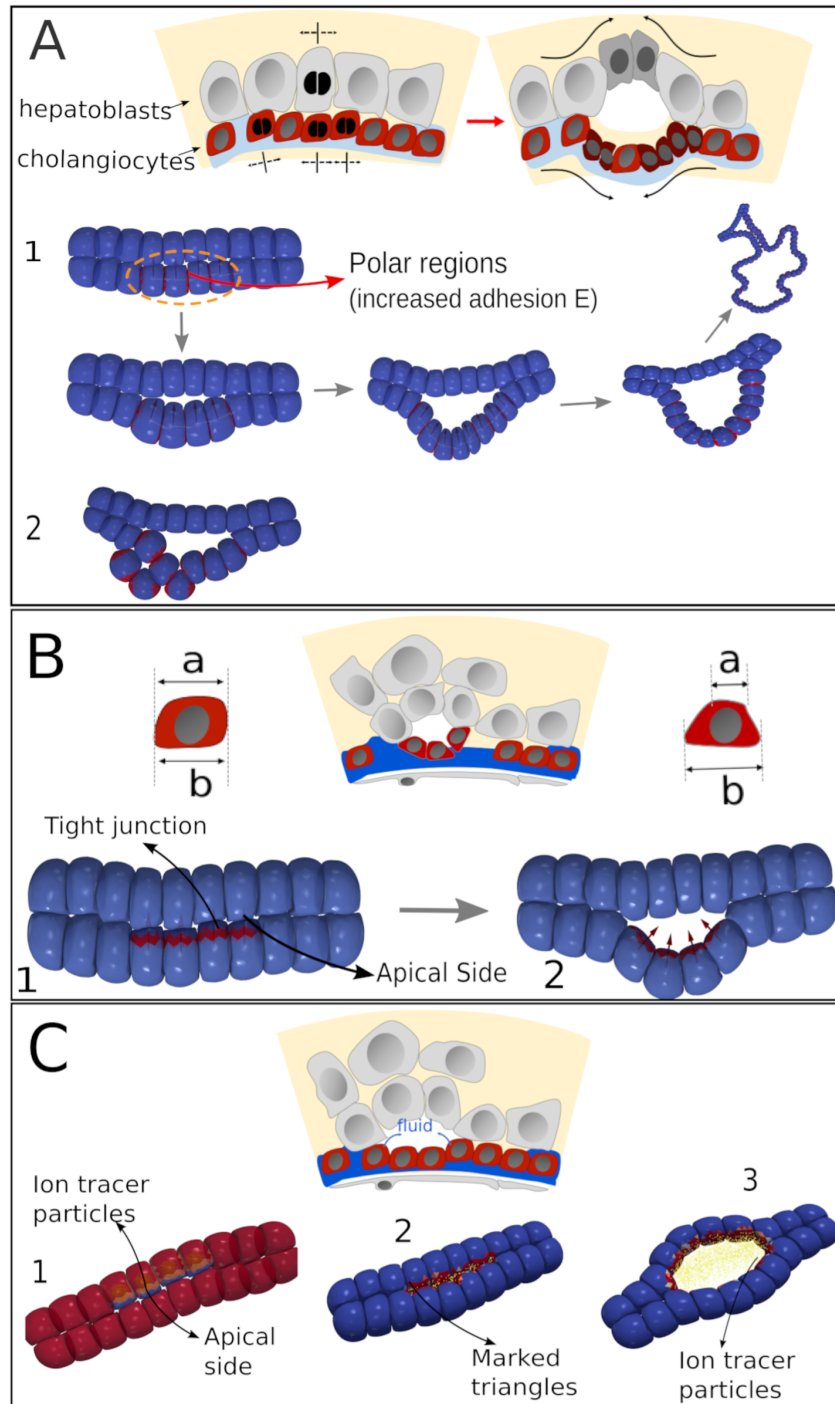 A
hepatoblasts
cholangiocytes
1
Polar regions
(increased adhesion E)
2
B
a
b
a
b
Tight junction
1
Apical Side
2
C
fluid
Ion tracer
particles
1
Apical
side
2
Marked
triangles
3
Ion tracer
particles